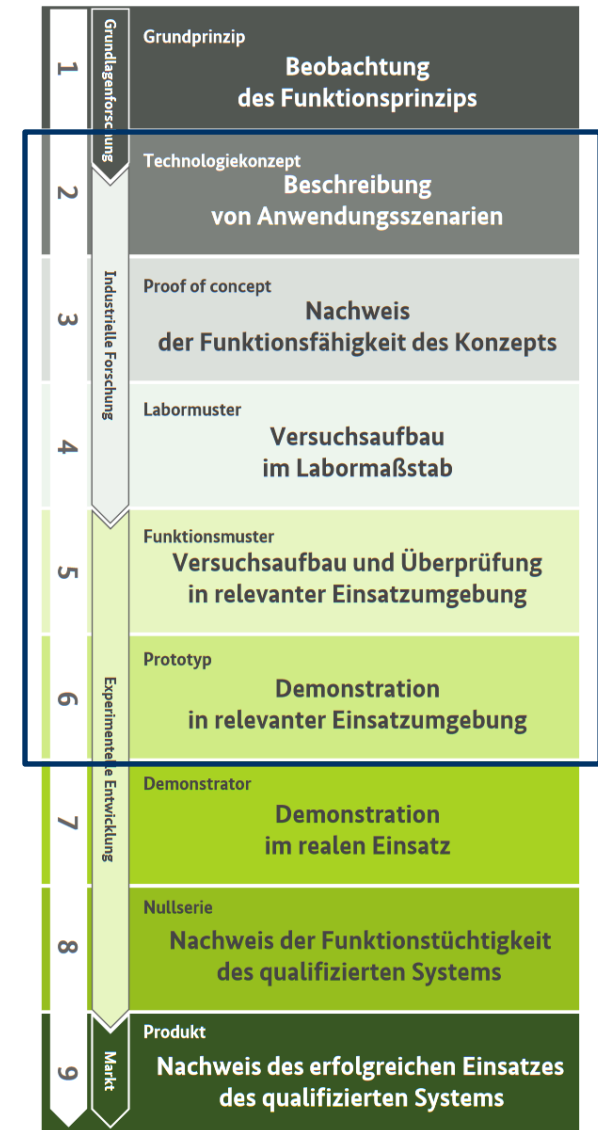 1
Grundlagenforschung
Grundprinzip
Beobachtung
des Funktionsprinzips
2
Technologiekonzept
Beschreibung
von Anwendungsszenarien
Industrielle Forschung
3
Proof of concept
Nachweis
der Funktionsfähigkeit des Konzepts
4
Labormuster
Versuchsaufbau
im Labormaßstab
5
Funktionsmuster
Versuchsaufbau und Überprüfung
in relevanter Einsatzumgebung
Experimentelle Entwicklung
6
Prototyp
Demonstration
in relevanter Einsatzumgebung
7
Demonstrator
Demonstration
im realen Einsatz
8
Nullserie
Nachweis der Funktionstüchtigkeit
des qualifizierten Systems
9
Markt
Produkt
Nachweis des erfolgreichen Einsatzes
des qualifizierten Systems